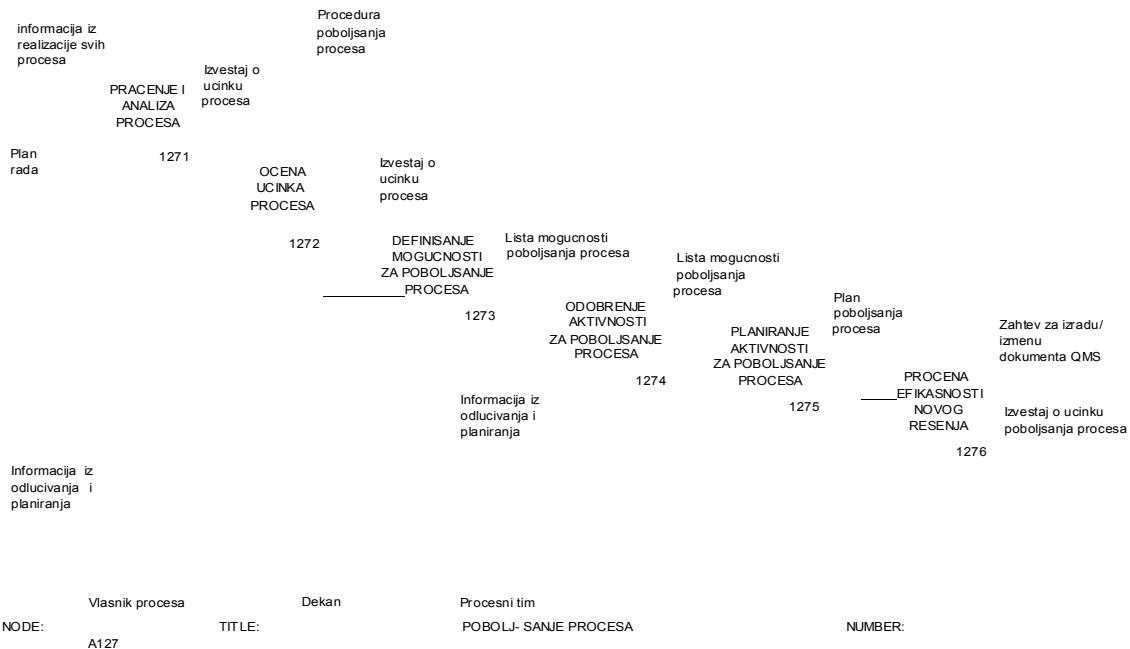 informacija iz
realizacije svih
procesa
Procedura
poboljsanja
procesa
Izvestaj o
ucinku
procesa
PRACENJE I
ANALIZA
PROCESA
1271
Plan
rada
OCENA
UCINKA
PROCESA
1272
Izvestaj o
ucinku
procesa
DEFINISANJE
MOGUCNOSTI
ZA POBOLJSANJE
PROCESA
1273
Lista mogucnosti
poboljsanja procesa
ODOBRENJE
AKTIVNOSTI
ZA POBOLJSANJE
PROCESA
1274
Lista mogucnosti
poboljsanja
procesa
PLANIRANJE
AKTIVNOSTI
ZA POBOLJSANJE
PROCESA
1275
Plan
poboljsanja
procesa
PROCENA
EFIKASNOSTI
NOVOG
RESENJA
1276
Zahtev za izradu/
izmenu
dokumenta QMS
Izvestaj o ucinku
poboljsanja procesa
Informacija iz
odlucivanja i
planiranja
Informacija iz
odlucivanja i
planiranja
Vlasnik procesa
Dekan
Procesni tim
NODE:
A127
TITLE:
POBOLJ- SANJE PROCESA
NUMBER: